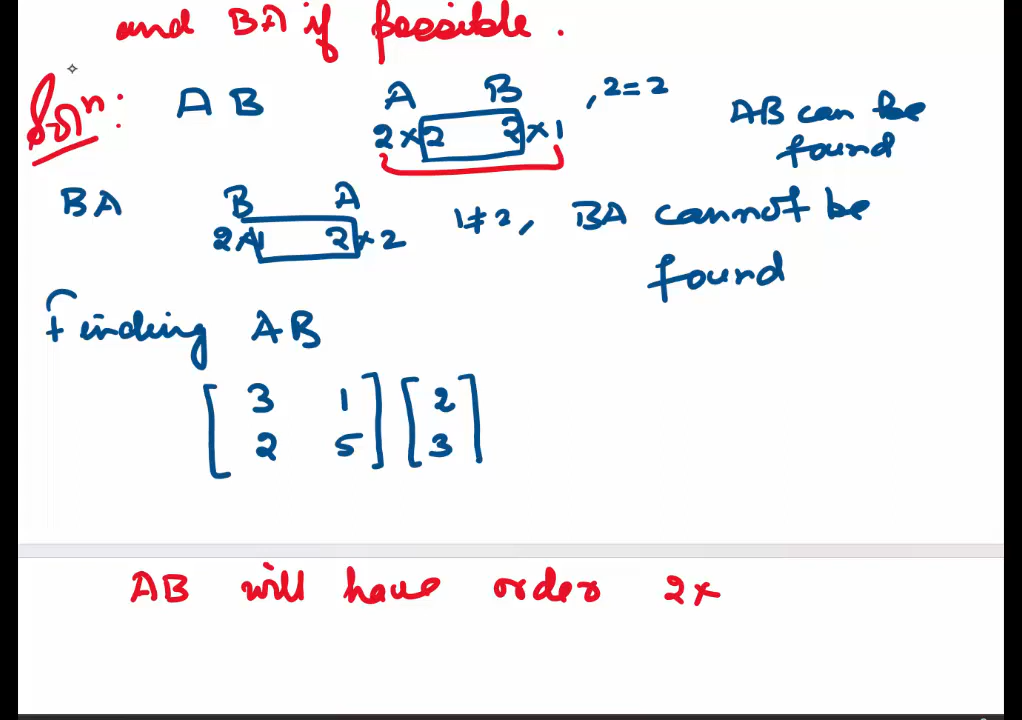 and BA if possible.
Solⁿ: AB A B , 2=2 AB can be
2×2 2×1 found
BA B A 1≠2, BA cannot be
2×1 2×2 found
Finding AB
[3 1] [2]
[2 5] [3]
AB will have order 2×